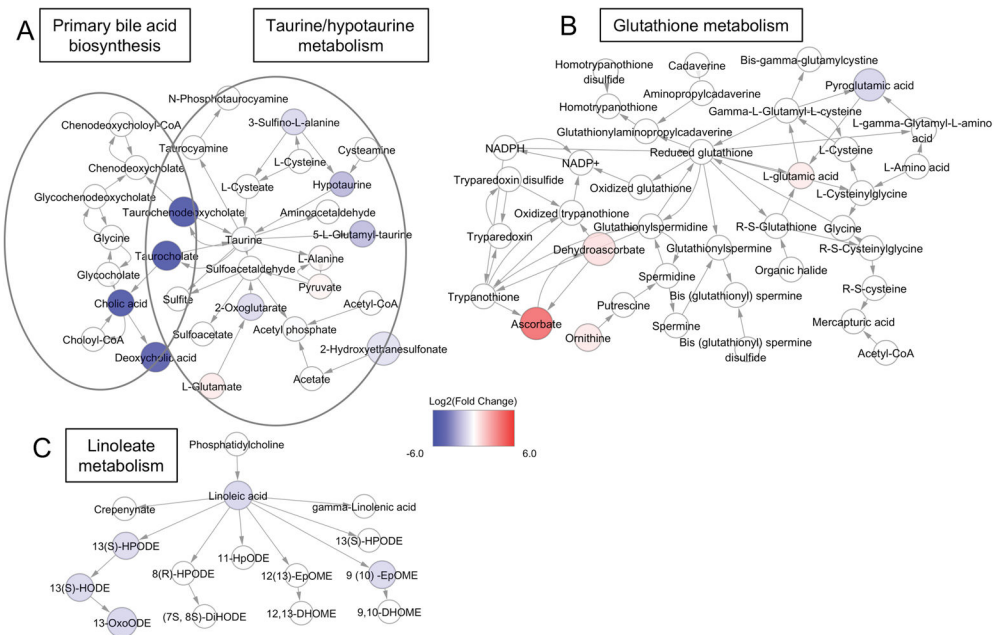 A
Primary bile acid
biosynthesis
Taurine/hypotaurine
metabolism
N-Phosphotaurocyamine
Chenodeoxycholoyl-CoA
3-Sulfino-L-alanine
Taurocyamine
Cysteamine
L-Cysteine
Chenodeoxycholate
L-Cysteate
Hypotaurine
Glycochenodeoxycholate
Taurochenodeoxycholate
Aminoacetaldehyde
5-L-Glutamyl-taurine
Glycine
Taurine
Taurocholate
L-Alanine
Glycocholate
Sulfoacetaldehyde
Pyruvate
Cholic acid
Sulfite
2-Oxoglutarate
Acetyl-CoA
Choloyl-CoA
Sulfoacetate
Acetyl phosphate
2-Hydroxyethanesulfonate
Deoxycholic acid
L-Glutamate
Acetate
B
Glutathione metabolism
Bis-gamma-glutamylcystine
Homotrypanothione
disulfide
Cadaverine
Pyroglutamic acid
Aminopropylcadaverine
Homotrypanothione
Gamma-L-Glutamyl-L-cysteine
L-gamma-Glytamyl-L-amino
acid
Glutathionylaminopropylcadaverine
NADPH
NADP+
Reduced glutathione
L-Cysteine
L-Amino acid
Tryparedoxin disulfide
Oxidized glutathione
L-glutamic acid
L-Cysteinylglycine
Oxidized trypanothione
Glutathionylspermidine
R-S-Glutathione
Glycine
Tryparedoxin
Dehydroascorbate
Glutathionylspermine
R-S-Cysteinylglycine
Organic halide
Spermidine
Trypanothione
Putrescine
Bis (glutathionyl) spermine
R-S-cysteine
Ascorbate
Ornithine
Spermine
Bis (glutathionyl) spermine
disulfide
Mercapturic acid
Acetyl-CoA
Log2(Fold Change)
-6.0
6.0
C
Linoleate
metabolism
Phosphatidylcholine
Linoleic acid
Crepenynate
gamma-Linolenic acid
13(S)-HPODE
13(S)-HPODE
11-HpODE
8(R)-HPODE
12(13)-EpOME
9 (10) -EpOME
13(S)-HODE
13-OxoODE
(7S, 8S)-DiHODE
12,13-DHOME
9,10-DHOME